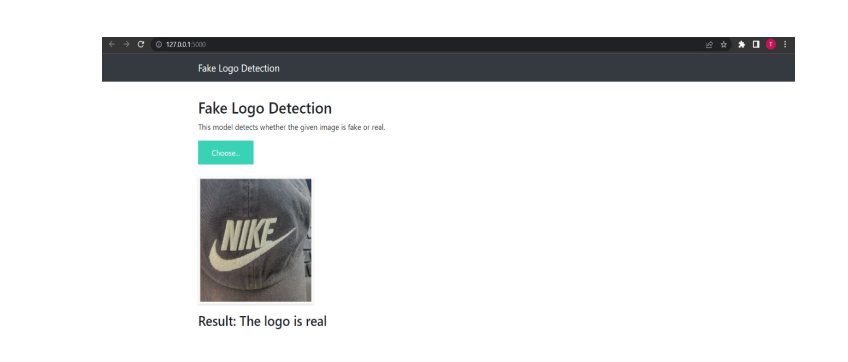 127.0.0.1:5000
T
Fake Logo Detection
Fake Logo Detection
This model detects whether the given image is fake or real.
Choose...
NIKE
Result: The logo is real